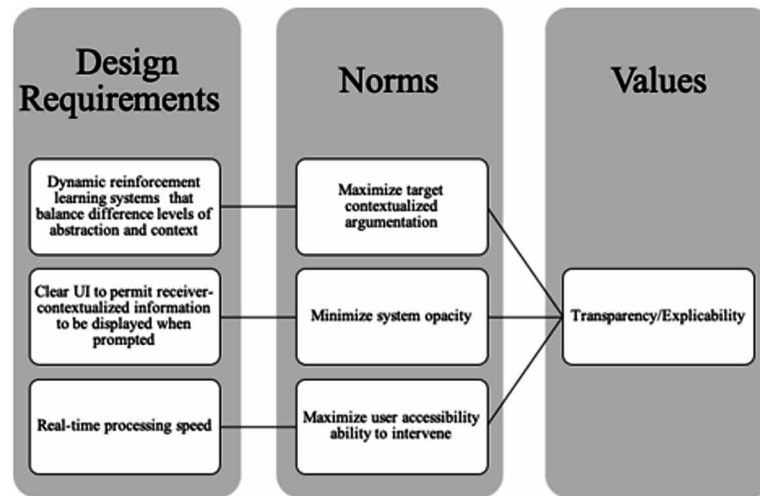 Design
Requirements
Norms
Values
Dynamic reinforcement
learning systems that
balance difference levels of
abstraction and context
Maximize target
contextualized
argumentation
Clear UI to permit receiver-
contextualized information
to be displayed when
prompted
Minimize system opacity
Transparency/Explicability
Real-time processing speed
Maximize user accessibility
ability to intervene